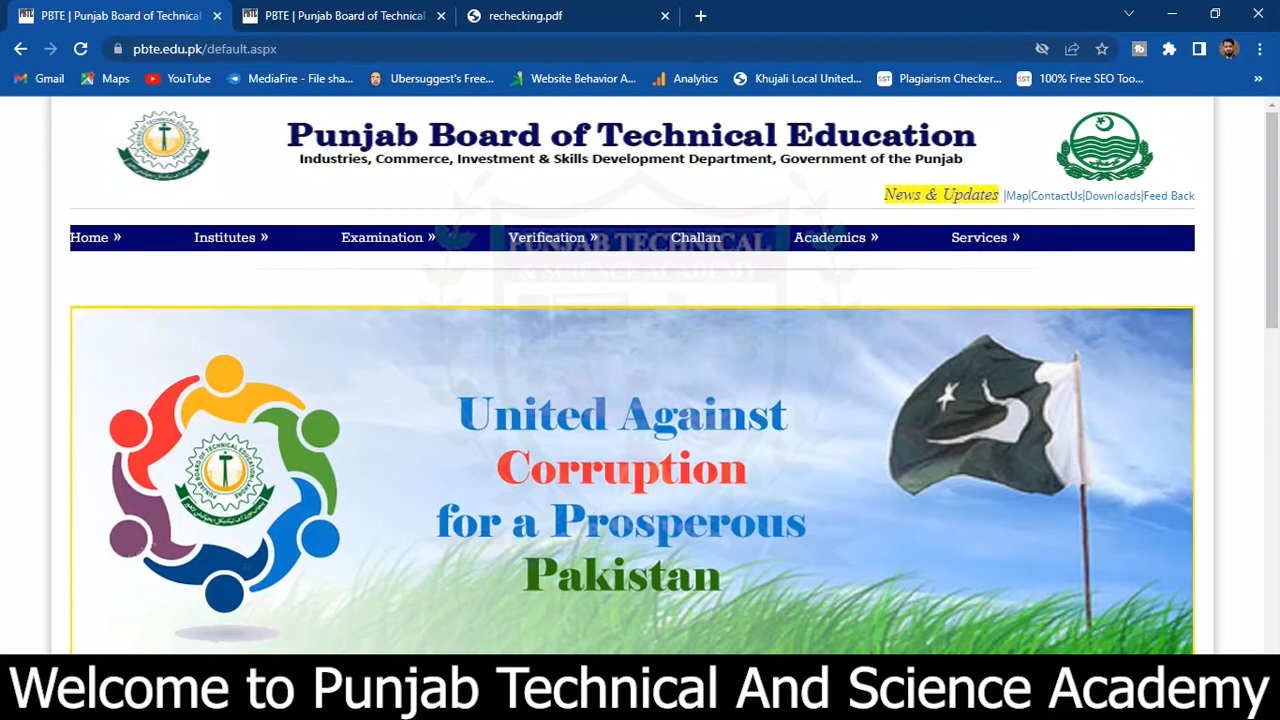 PBTE | Punjab Board of Technical
PBTE | Punjab Board of Technical
rechecking.pdf
pbte.edu.pk/default.aspx
Gmail Maps YouTube MediaFire - File sha... Ubersuggest's Free... Website Behavior A... Analytics Khujali Local United... Plagiarism Checker... 100% Free SEO Too... »
Punjab Board of Technical Education
Industries, Commerce, Investment & Skills Development Department, Government of the Punjab
News & Updates |Map|ContactUs|Downloads|Feed Back
Home » Institutes » Examination » Verification » Challan Academics » Services »
PUNJAB TECHNICAL
& SCIENCE ACADEMY
United Against
Corruption
for a Prosperous
Pakistan
Welcome to Punjab Technical And Science Academy